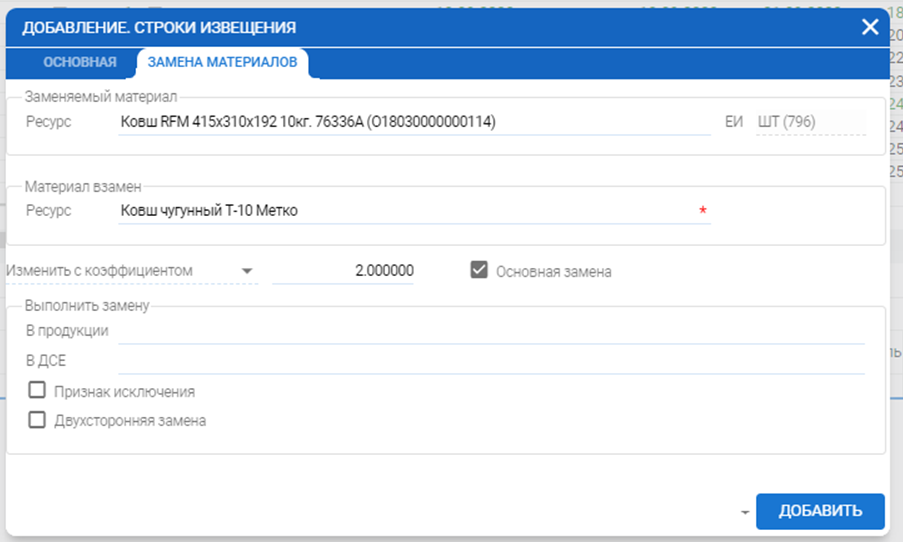 ДОБАВЛЕНИЕ. СТРОКИ ИЗВЕЩЕНИЯ
ОСНОВНАЯ ЗАМЕНА МАТЕРИАЛОВ
Заменяемый материал
Ресурс Ковш RFM 415x310x192 10кг. 76336A (О18030000000114) ЕИ ШТ (796)
Материал взамен
Ресурс Ковш чугунный Т-10 Метко *
Изменить с коэффициентом 2.000000 Основная замена
Выполнить замену
В продукции
В ДСЕ
Признак исключения
Двухсторонняя замена
ДОБАВИТЬ